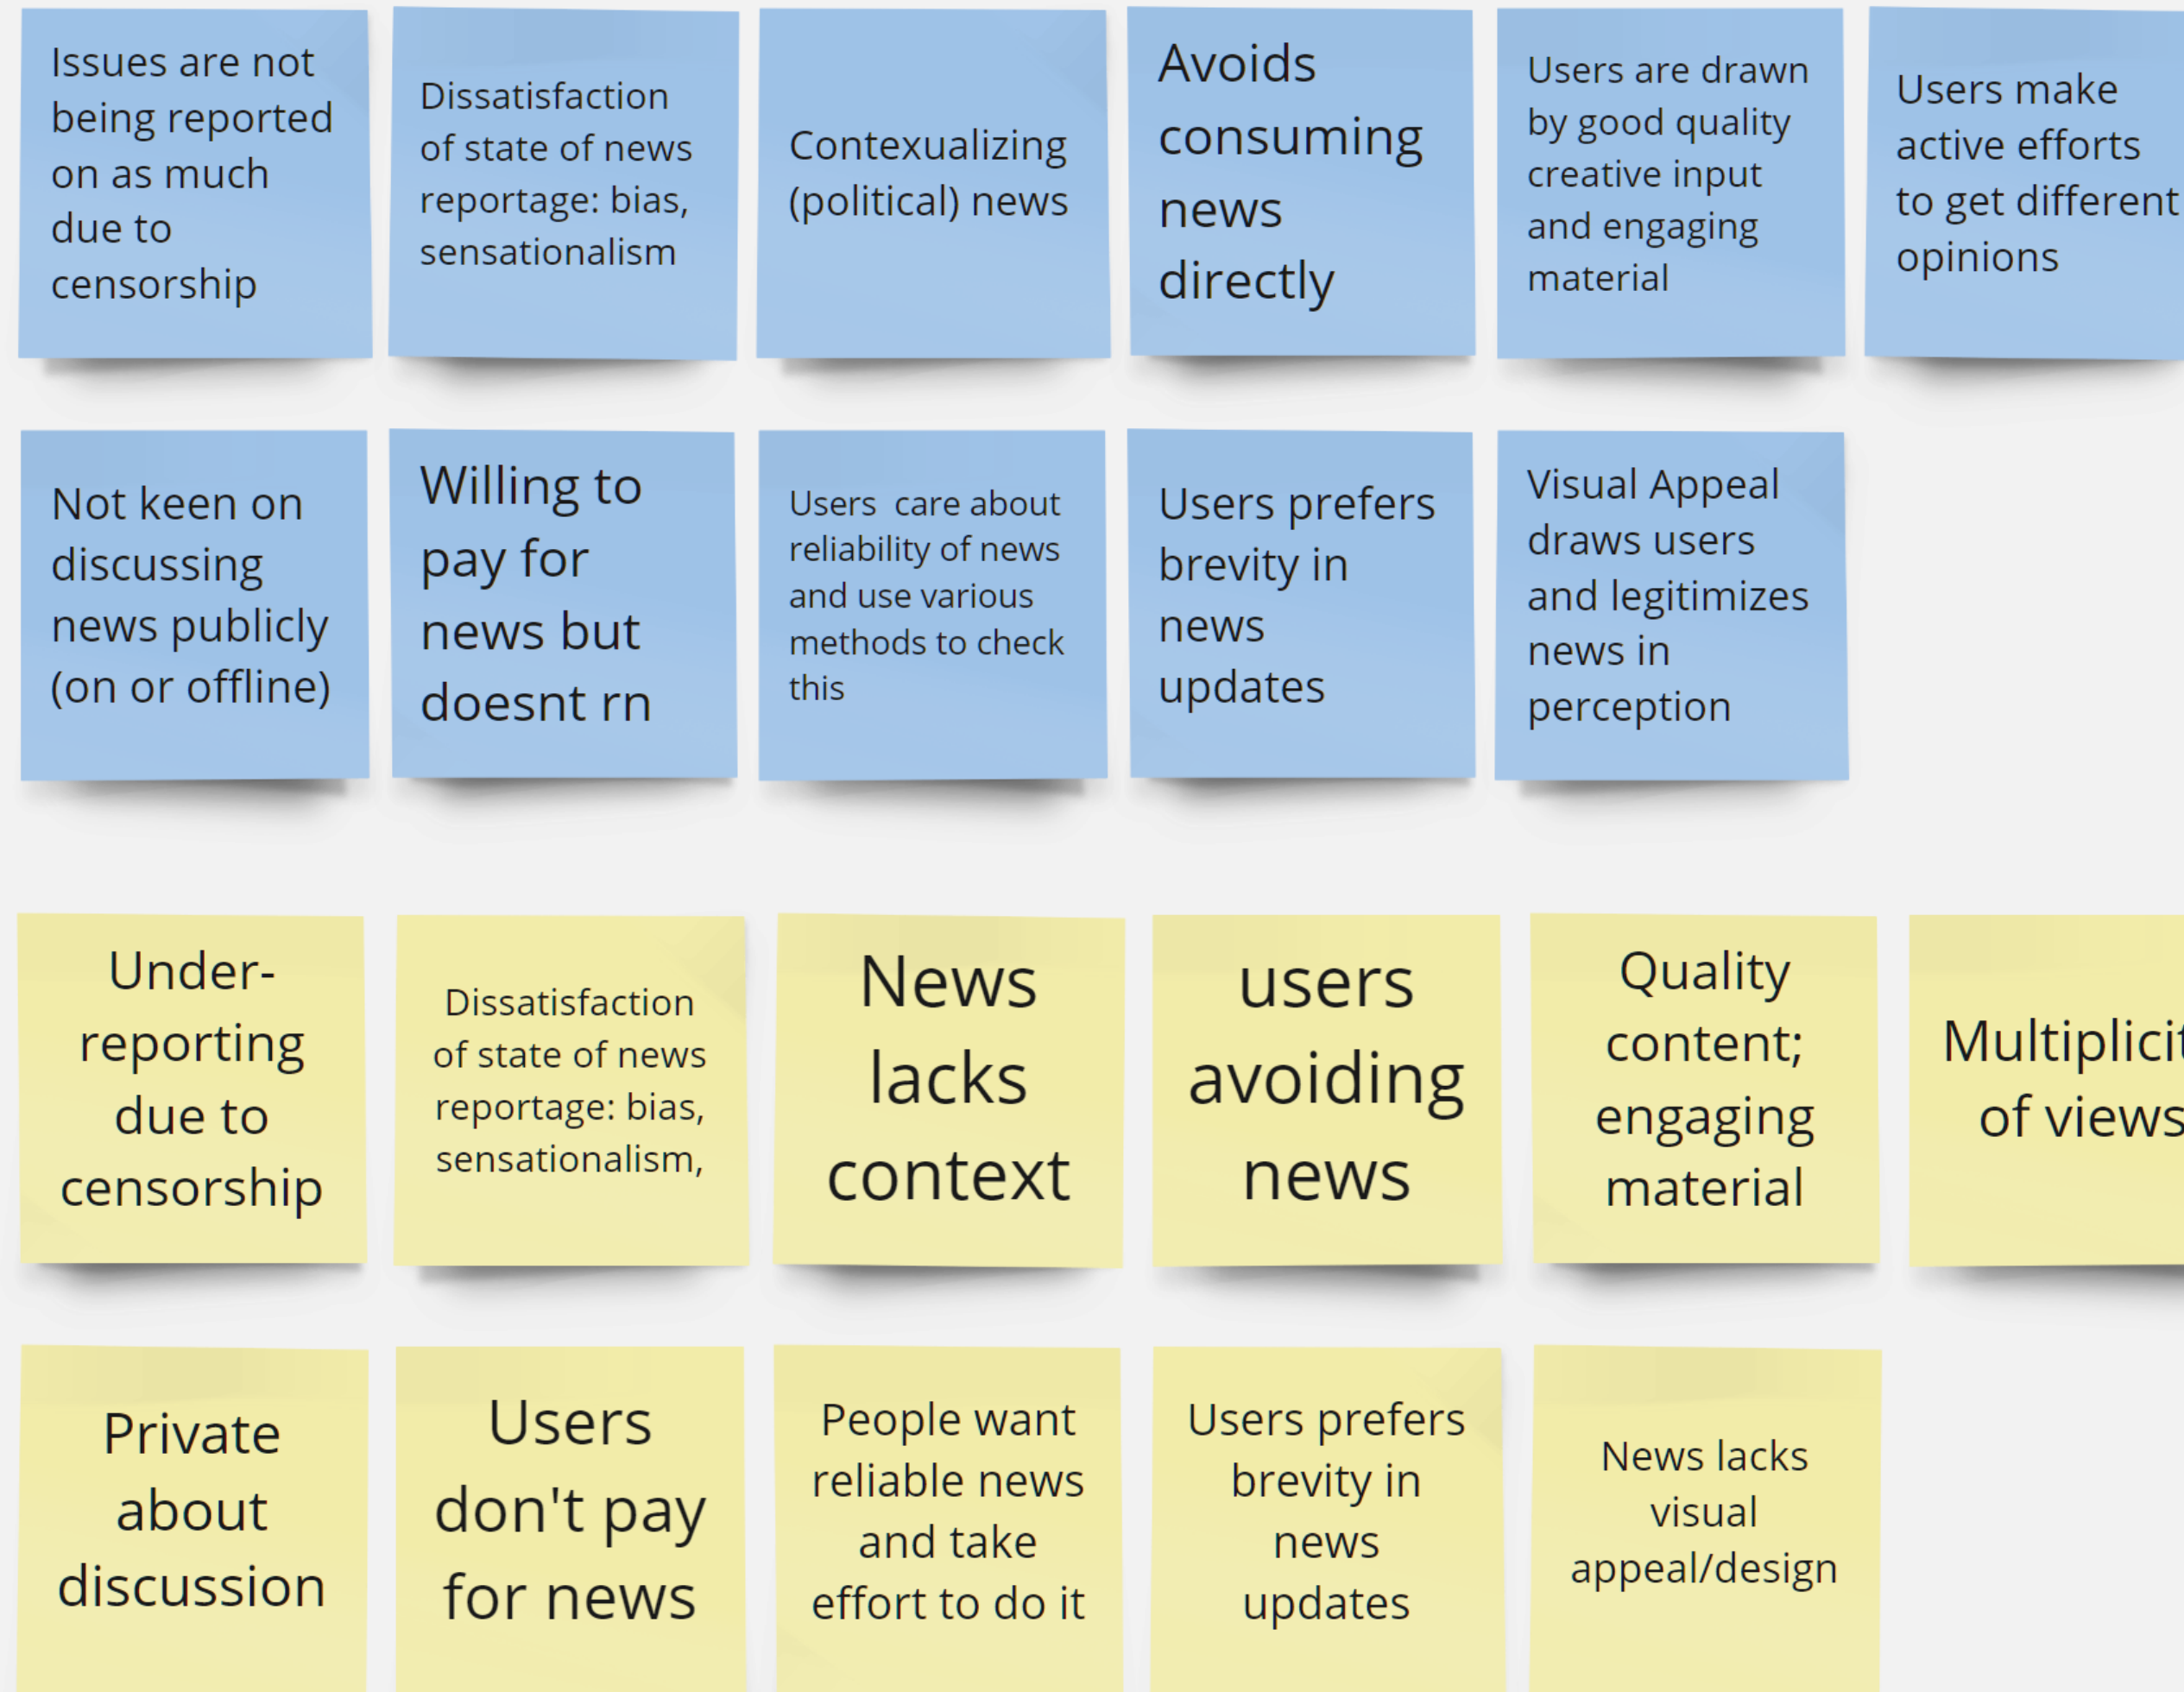 Issues are not
being reported
on as much
due to
censorship
Dissatisfaction
of state of news
reportage: bias,
sensationalism
Contexualizing
(political) news
Avoids
consuming
news
directly
Users are drawn
by good quality
creative input
and engaging
material
Users make
active efforts
to get different
opinions
Not keen on
discussing
news publicly
(on or offline)
Willing to
pay for
news but
doesnt rn
Users  care about
reliability of news
and use various
methods to check
this
Users prefers
brevity in
news
updates
Visual Appeal
draws users
and legitimizes
news in
perception
Under-
reporting
due to
censorship
Dissatisfaction
of state of news
reportage: bias,
sensationalism,
News
lacks
context
users
avoiding
news
Quality
content;
engaging
material
of views
Private
about
discussion
Users
don't pay
for news
People want
reliable news
and take
effort to do it
Users prefers
brevity in
news
updates
News lacks
visual
appeal/design